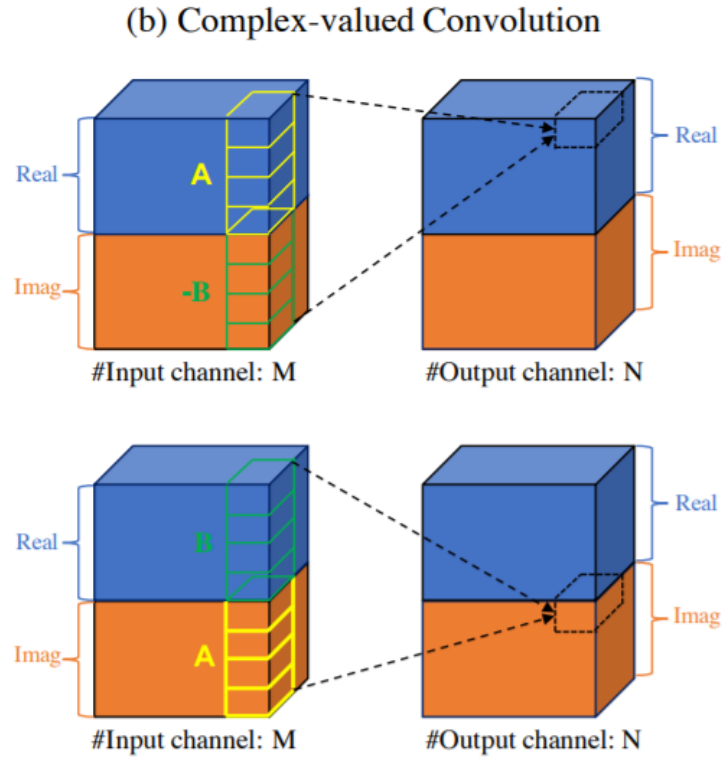 (b) Complex-valued Convolution
Real
A
Real
Imag
-B
Imag
#Input channel: M
#Output channel: N
Real
B
Real
Imag
A
Imag
#Input channel: M
#Output channel: N